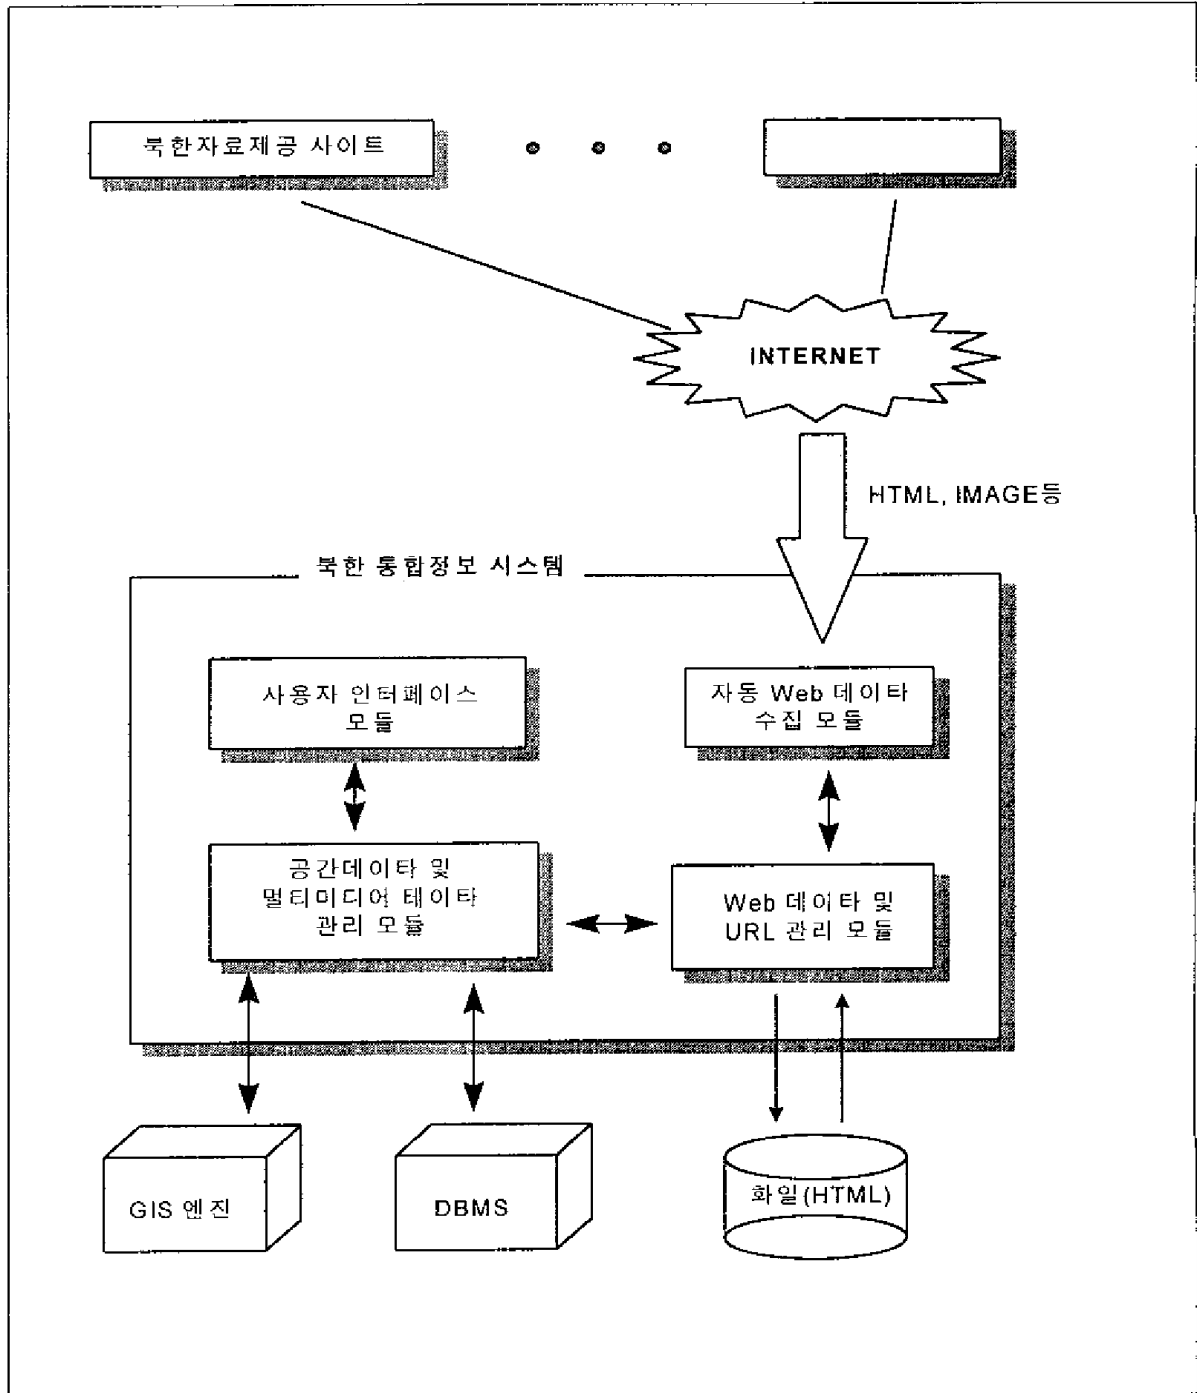 북한자료제공 사이트
INTERNET
HTML, IMAGE등
북한 통합정보 시스템
사용자 인터페이스
모듈
자동 Web 데이타
수집 모듈
공간데이타 및
멀티미디어 데이타
관리 모듈
Web 데이타 및
URL 관리 모듈
GIS 엔진
DBMS
화일(HTML)